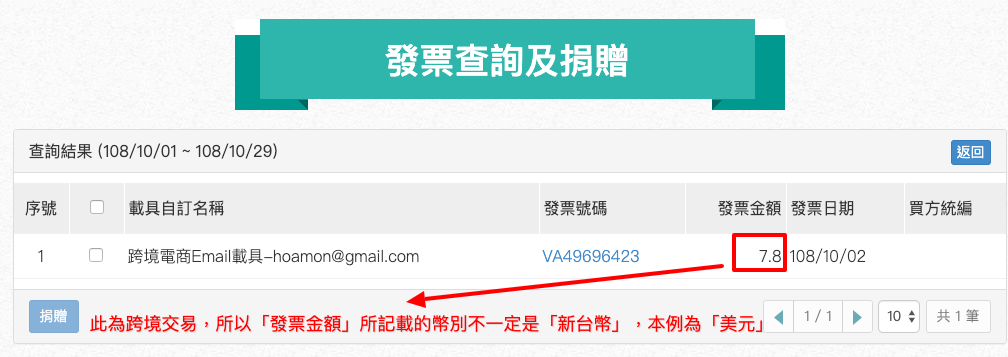 發票查詢及捐贈
查詢結果 (108/10/01 ~ 108/10/29)
返回
序號 載具自訂名稱 發票號碼 發票金額 發票日期 買方統編
1 跨境電商Email載具-hoamon@gmail.com VA49696423 7.8 108/10/02
捐贈
此為跨境交易，所以「發票金額」所記載的幣別不一定是「新台幣」，本例為「美元」
1 / 1
10
共 1 筆